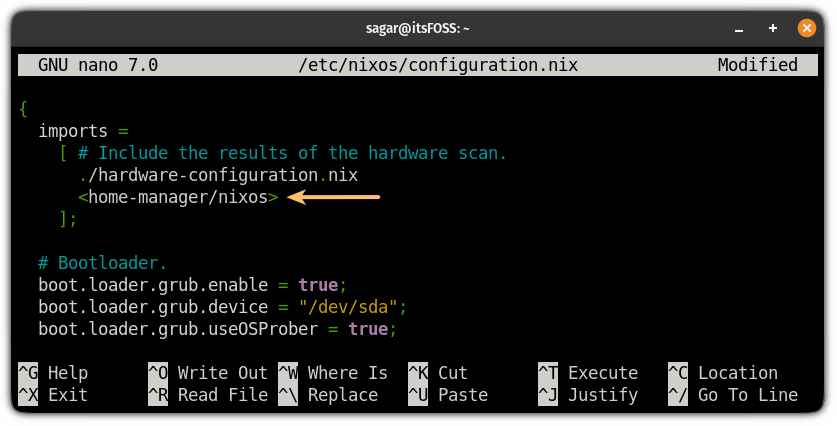 sagar@itsFOSS: ~
GNU nano 7.0 /etc/nixos/configuration.nix Modified
{
imports =
[ # Include the results of the hardware scan.
./hardware-configuration.nix
<home-manager/nixos>
];
# Bootloader.
boot.loader.grub.enable = true;
boot.loader.grub.device = "/dev/sda";
boot.loader.grub.useOSProber = true;
^G Help ^O Write Out ^W Where Is ^K Cut ^T Execute ^C Location
^X Exit ^R Read File ^\ Replace ^U Paste ^J Justify ^/ Go To Line